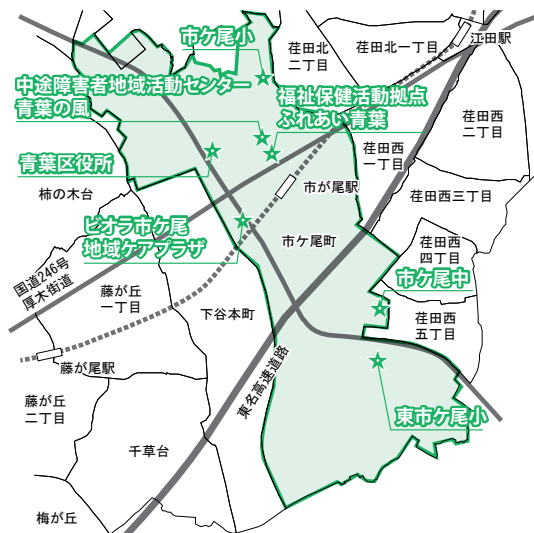 市ケ尾小
荏田北
二丁目
荏田北一丁目
江田駅
中途障害者地域活動センター
青葉の風
福祉保健活動拠点
ふれあい青葉
荏田西
二丁目
荏田西
一丁目
青葉区役所
柿の木台
市が尾駅
荏田西三丁目
ビオラ市ケ尾
地域ケアプラザ
市ケ尾町
荏田西
四丁目
国道246号
厚木街道
市ケ尾中
藤が丘
一丁目
下谷本町
荏田西
五丁目
藤が尾駅
東名高速道路
藤が丘
二丁目
東市ケ尾小
千草台
梅が丘